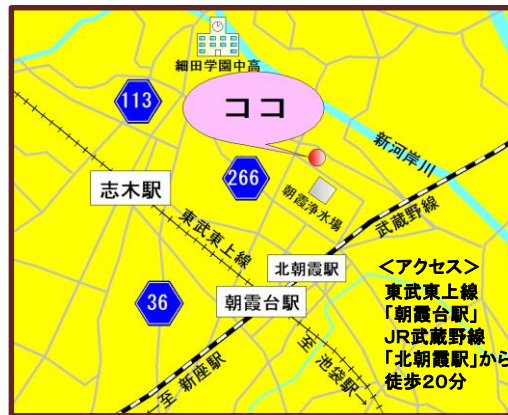 細田学園中高
113
ココ
新河岸川
266
志木駅
朝霞浄水場
東武東上線
武蔵野線
北朝霞駅
36
朝霞台駅
←至 新座駅
至 池袋駅→
＜アクセス＞
東武東上線
「朝霞台駅」
JR武蔵野線
「北朝霞駅」から
徒歩20分